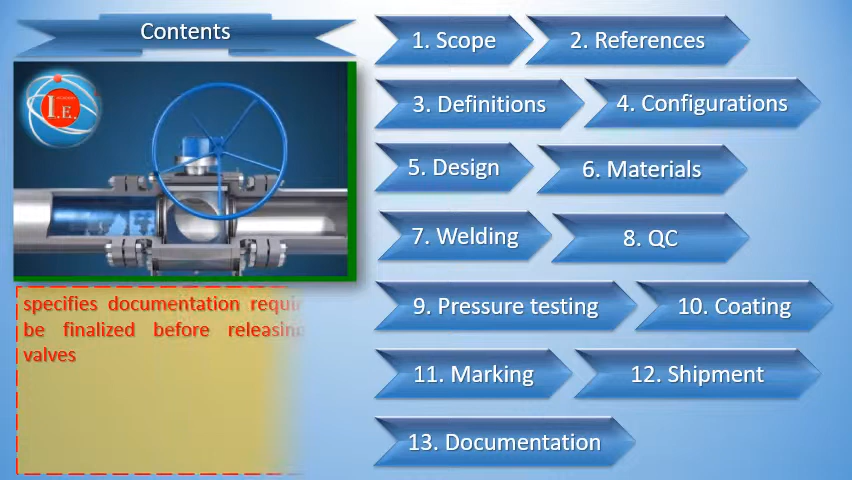 Contents
I.E.
specifies documentation
be finalized before releasing
valves
1. Scope
2. References
3. Definitions
4. Configurations
5. Design
6. Materials
7. Welding
8. QC
9. Pressure testing
10. Coating
11. Marking
12. Shipment
13. Documentation